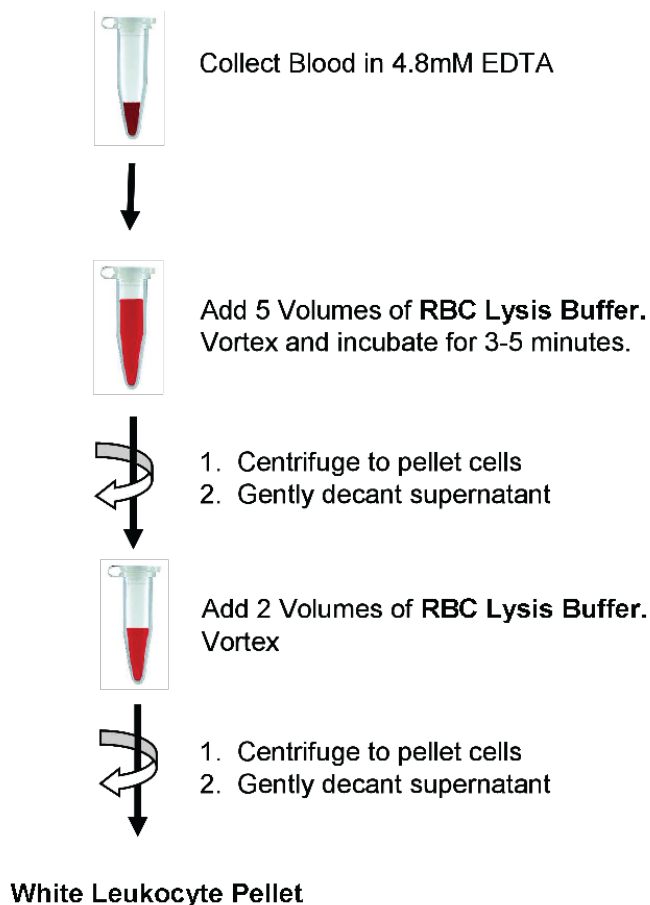 Collect Blood in 4.8mM EDTA
Add 5 Volumes of RBC Lysis Buffer.
Vortex and incubate for 3-5 minutes.
1. Centrifuge to pellet cells
2. Gently decant supernatant
Add 2 Volumes of RBC Lysis Buffer.
Vortex
1. Centrifuge to pellet cells
2. Gently decant supernatant
White Leukocyte Pellet